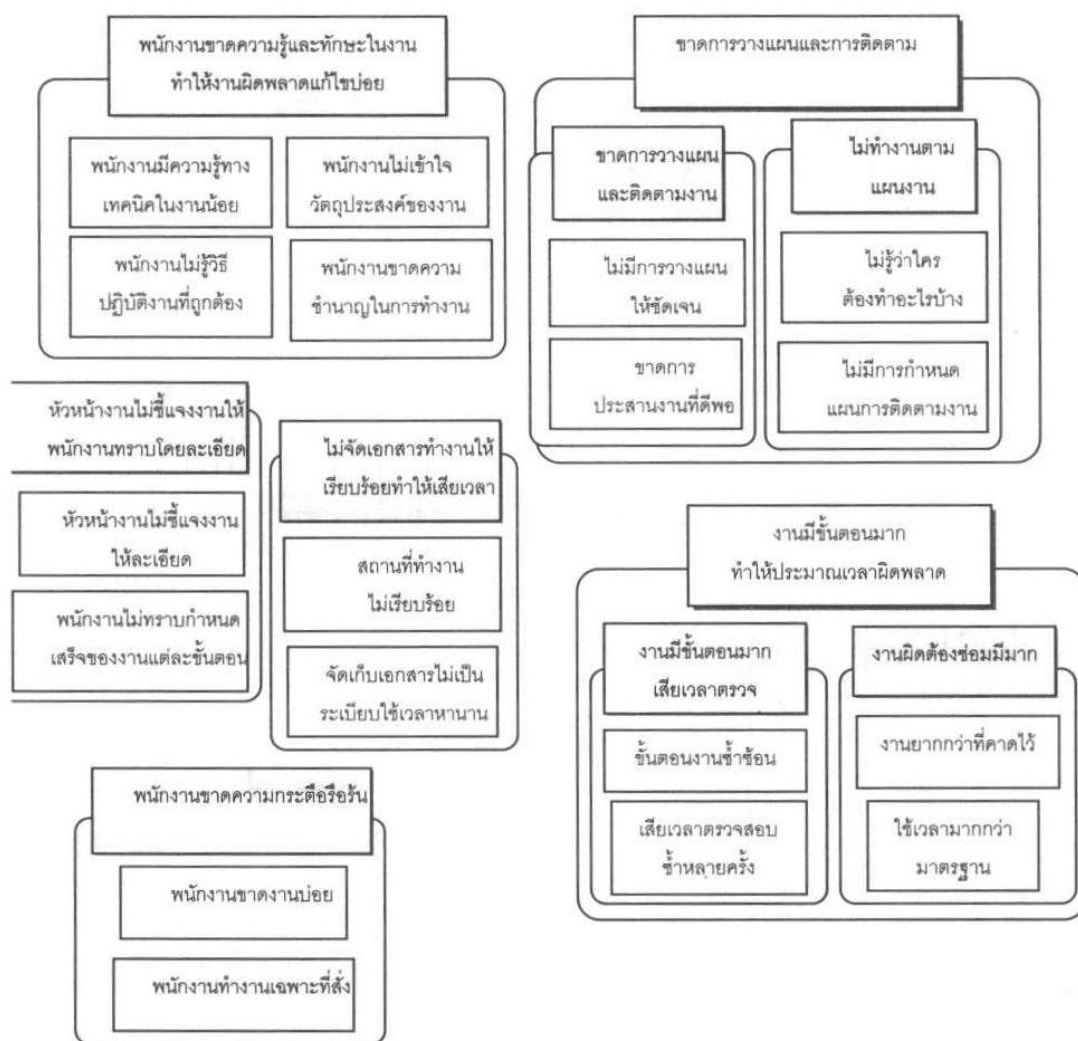 พนักงานขาดความรู้และทักษะในงาน
ทำให้งานผิดพลาดแก้ไขบ่อย
พนักงานมีความรู้ทาง
เทคนิคในงานน้อย
พนักงานไม่เข้าใจ
วัตถุประสงค์ของงาน
พนักงานไม่รู้วิธี
ปฏิบัติงานที่ถูกต้อง
พนักงานขาดความ
ชำนาญในการทำงาน
ขาดการวางแผนและการติดตาม
ขาดการวางแผน
และติดตามงาน
ไม่มีการวางแผน
ให้ชัดเจน
ขาดการ
ประสานงานที่ดีพอ
ไม่ทำงานตาม
แผนงาน
ไม่รู้ว่าใคร
ต้องทำอะไรบ้าง
ไม่มีการกำหนด
แผนการติดตามงาน
หัวหน้างานไม่ชี้แจงงานให้
พนักงานทราบโดยละเอียด
หัวหน้างานไม่ชี้แจงงาน
ให้ละเอียด
พนักงานไม่ทราบกำหนด
เสร็จของงานแต่ละขั้นตอน
ไม่จัดเอกสารทำงานให้
เรียบร้อยทำให้เสียเวลา
สถานที่ทำงาน
ไม่เรียบร้อย
จัดเก็บเอกสารไม่เป็น
ระเบียบใช้เวลาหานาน
งานมีขั้นตอนมาก
ทำให้ประมาณเวลาผิดพลาด
งานมีขั้นตอนมาก
เสียเวลาตรวจ
ขั้นตอนงานซ้ำซ้อน
เสียเวลาตรวจสอบ
ซ้ำหลายครั้ง
งานผิดต้องซ่อมมีมาก
งานยากกว่าที่คาดไว้
ใช้เวลามากกว่า
มาตรฐาน
พนักงานขาดความกระตือรือร้น
พนักงานขาดงานบ่อย
พนักงานทำงานเฉพาะที่สั่ง